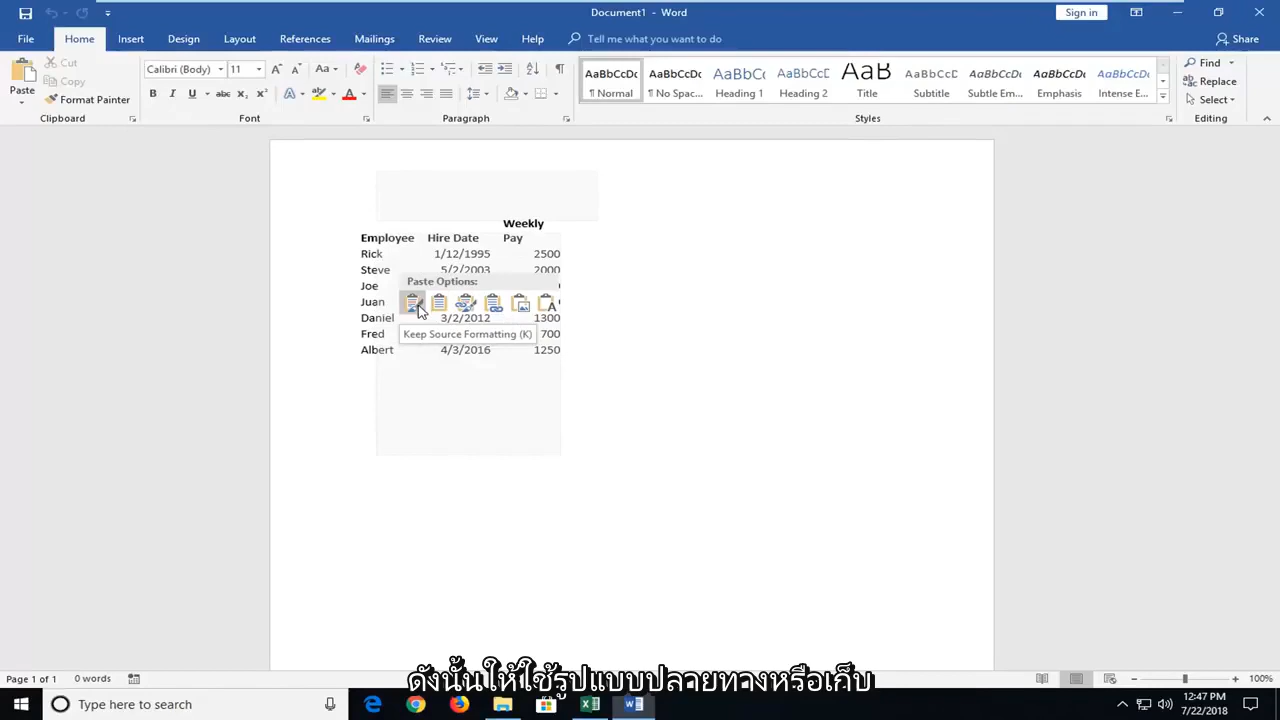 Document1 - Word
Sign in
File Home Insert Design Layout References Mailings Review View Help Tell me what you want to do Share
Paste
Cut
Copy
Format Painter
Clipboard
Calibri (Body) 11
Font
Paragraph
AaBbCcDc AaBbCcDc AaBbC AaBbCcD AaB AaBbCcD AaBbCcDc AaBbCcDc AaBbCcDc
¶ Normal ¶ No Spac... Heading 1 Heading 2 Title Subtitle Subtle Em... Emphasis Intense E...
Styles
Find
Replace
Select
Editing
Weekly
Employee Hire Date Pay
Rick 1/12/1995 2500
Steve 5/2/2003 2000
Joe
Juan
Daniel 3/2/2012 1300
Fred 700
Albert 4/3/2016 1250
Paste Options:
Keep Source Formatting (K)
ดังนั้นให้ใช้รูปแบบปลายทางหรือเก็บ
Page 1 of 1 0 words 100%
Type here to search
12:47 PM
7/22/2018